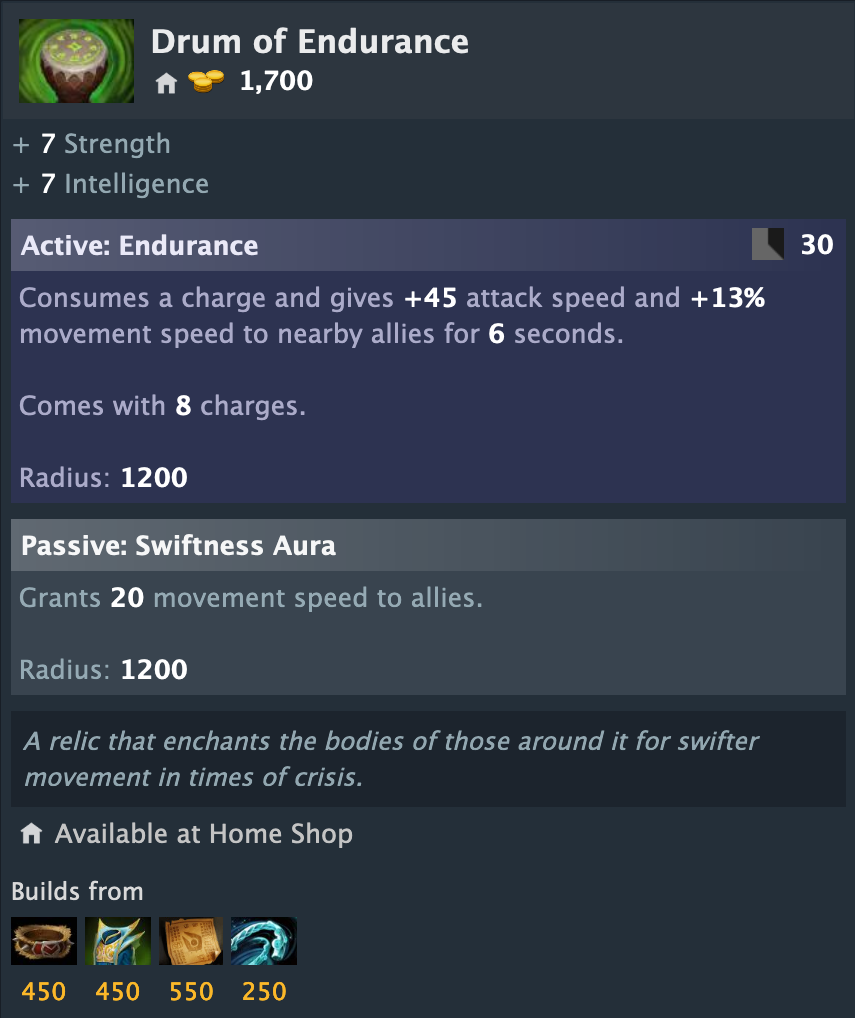 Drum of Endurance
1,700
+ 7 Strength
+ 7 Intelligence
Active: Endurance 30
Consumes a charge and gives +45 attack speed and +13%
movement speed to nearby allies for 6 seconds.
Comes with 8 charges.
Radius: 1200
Passive: Swiftness Aura
Grants 20 movement speed to allies.
Radius: 1200
A relic that enchants the bodies of those around it for swifter
movement in times of crisis.
Available at Home Shop
Builds from
450 450 550 250